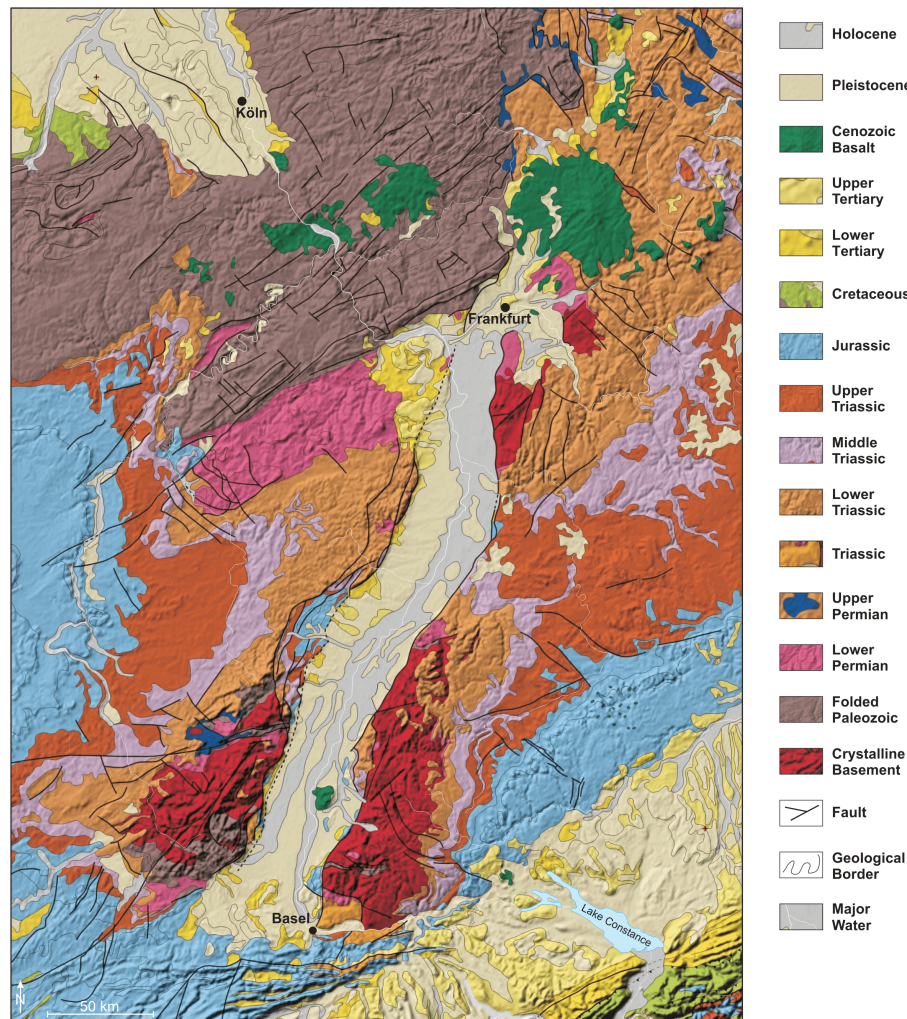 Köln
Frankfurt
Basel
Lake Constance
N
50 km
Holocene
Pleistocene
Cenozoic
Basalt
Upper
Tertiary
Lower
Tertiary
Cretaceous
Jurassic
Upper
Triassic
Middle
Triassic
Lower
Triassic
Triassic
Upper
Permian
Lower
Permian
Folded
Paleozoic
Crystalline
Basement
Fault
Geological
Border
Major
Water